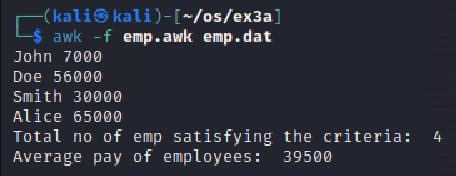 ┌──(kali㉿kali)-[~/os/ex3a]
└─$ awk -f emp.awk emp.dat
John 7000
Doe 56000
Smith 30000
Alice 65000
Total no of emp satisfying the criteria:  4
Average pay of employees:  39500